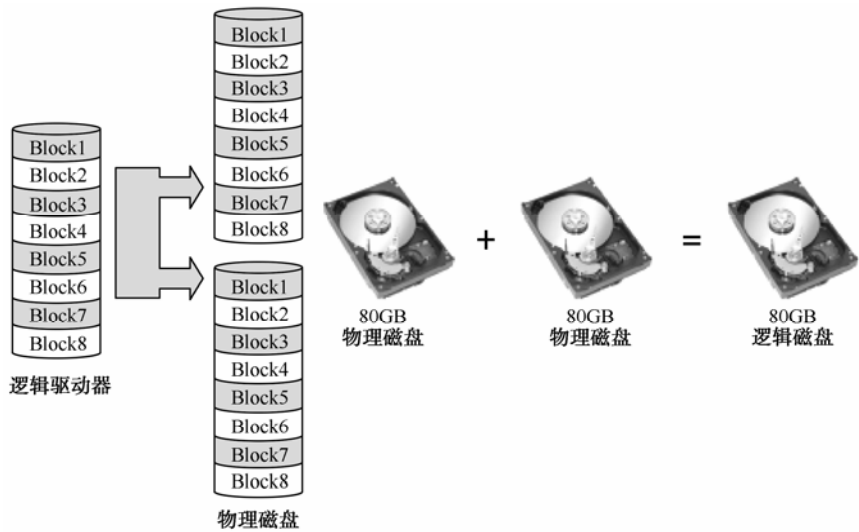 Block1
Block2
Block3
Block4
Block5
Block6
Block7
Block8
逻辑驱动器
Block1
Block2
Block3
Block4
Block5
Block6
Block7
Block8
Block1
Block2
Block3
Block4
Block5
Block6
Block7
Block8
物理磁盘
80GB
物理磁盘
+
80GB
物理磁盘
=
80GB
逻辑磁盘